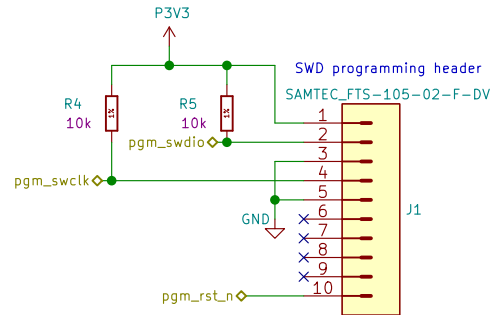 P3V3
SWD programming header
SAMTEC_FTS-105-02-F-DV
R4
10k
1%
R5
10k
1%
pgm_swdio
pgm_swclk
GND
1
2
3
4
5
6
7
8
9
10
J1
pgm_rst_n